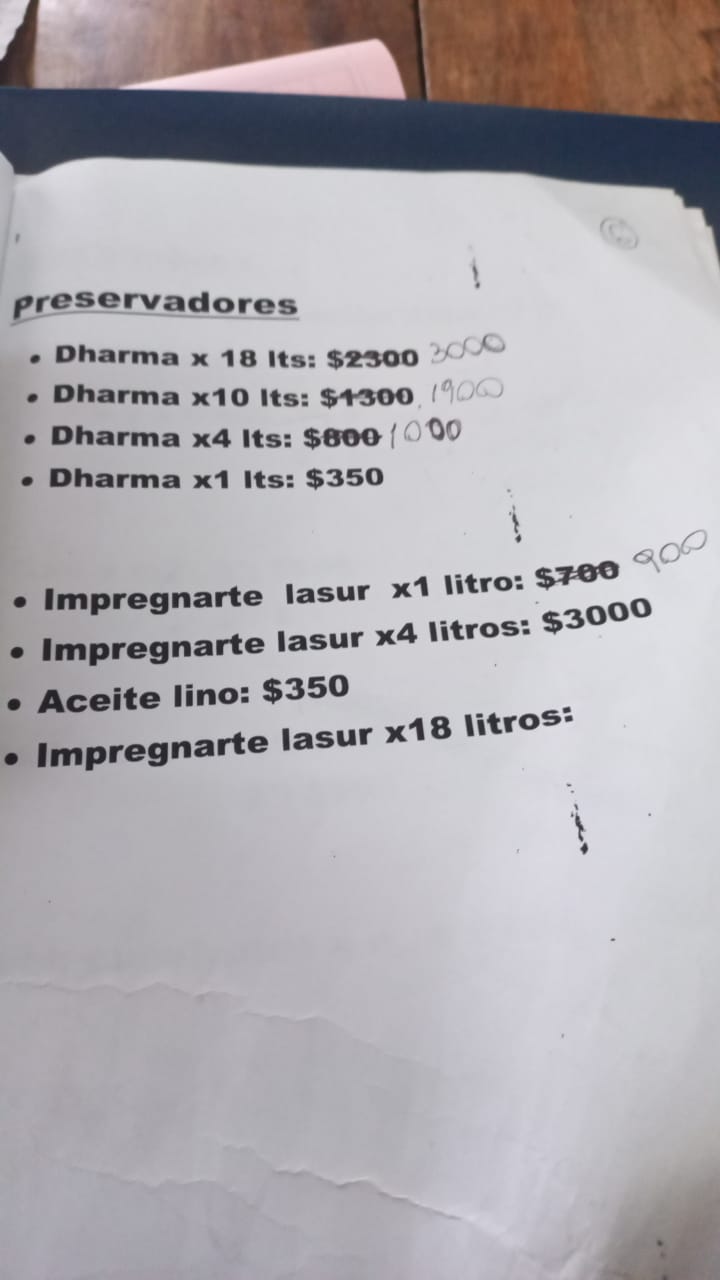 Preservadores
• Dharma x 18 lts: $2300 3000
• Dharma x10 lts: $1300 1900
• Dharma x4 lts: $800 1000
• Dharma x1 lts: $350
• Impregnarte lasur x1 litro: $700 900
• Impregnarte lasur x4 litros: $3000
• Aceite lino: $350
• Impregnarte lasur x18 litros: